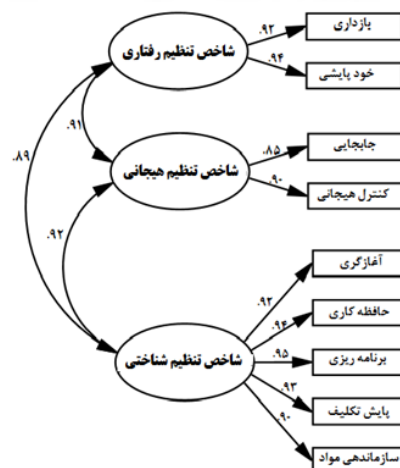 بازداری
.۹۲
شاخص تنظیم رفتاری
.۹۴
خود پایشی
.۹۱
.۸۹
جابجایی
.۸۵
شاخص تنظیم هیجانی
.۹۰
کنترل هیجانی
.۹۲
آغازگری
.۹۲
حافظه کاری
.۹۴
شاخص تنظیم شناختی
.۹۵
برنامه ریزی
.۹۳
پایش تکلیف
.۹۰
سازماندهی مواد